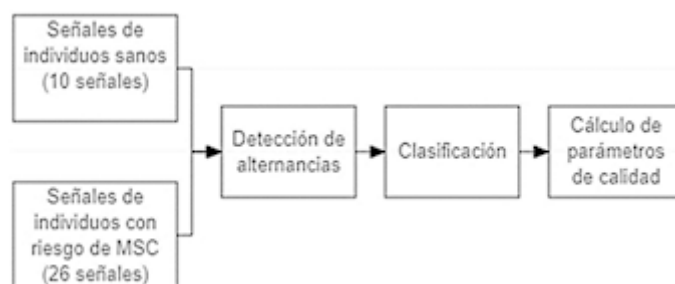 Señales de
individuos sanos
(10 señales)
Señales de
individuos con
riesgo de MSC
(26 señales)
Detección de
alternancias
Clasificación
Cálculo de
parámetros
de calidad